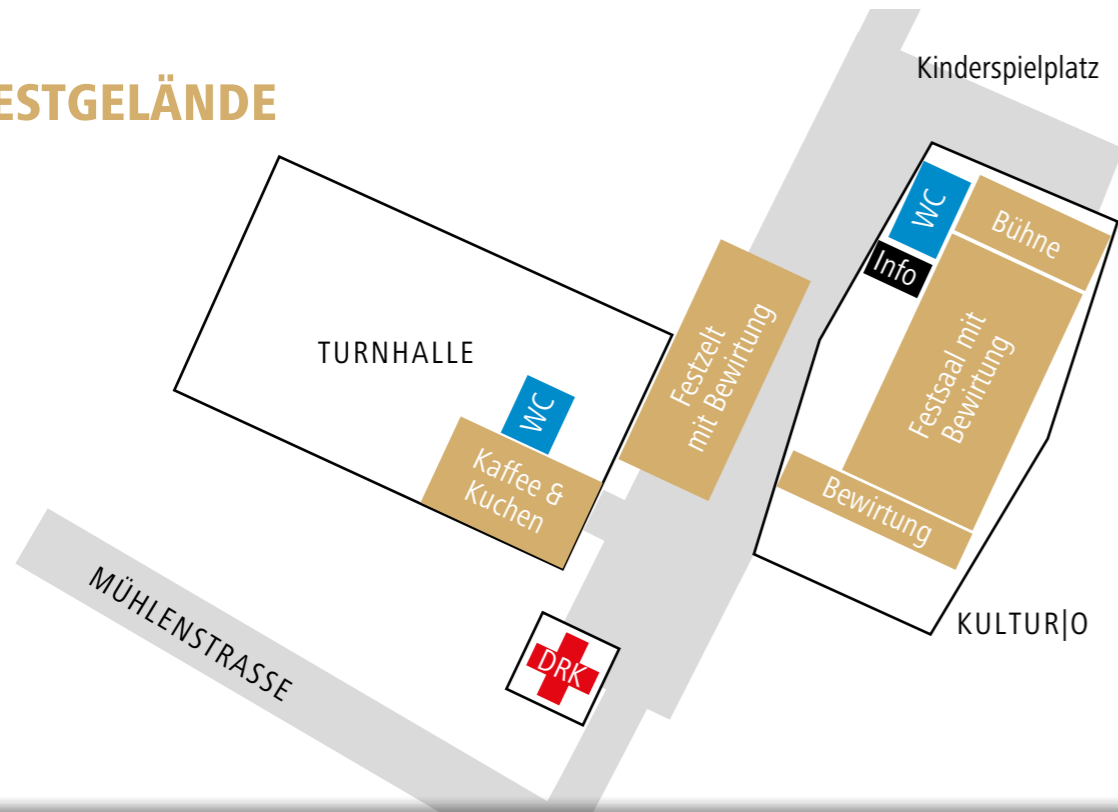 ESTGELÄNDE
Kinderspielplatz
WC
Bühne
Info
Festsaal mit
Bewirtung
Bewirtung
KULTUR|O
Festzelt
mit Bewirtung
TURNHALLE
WC
Kaffee &
Kuchen
MÜHLENSTRASSE
DRK